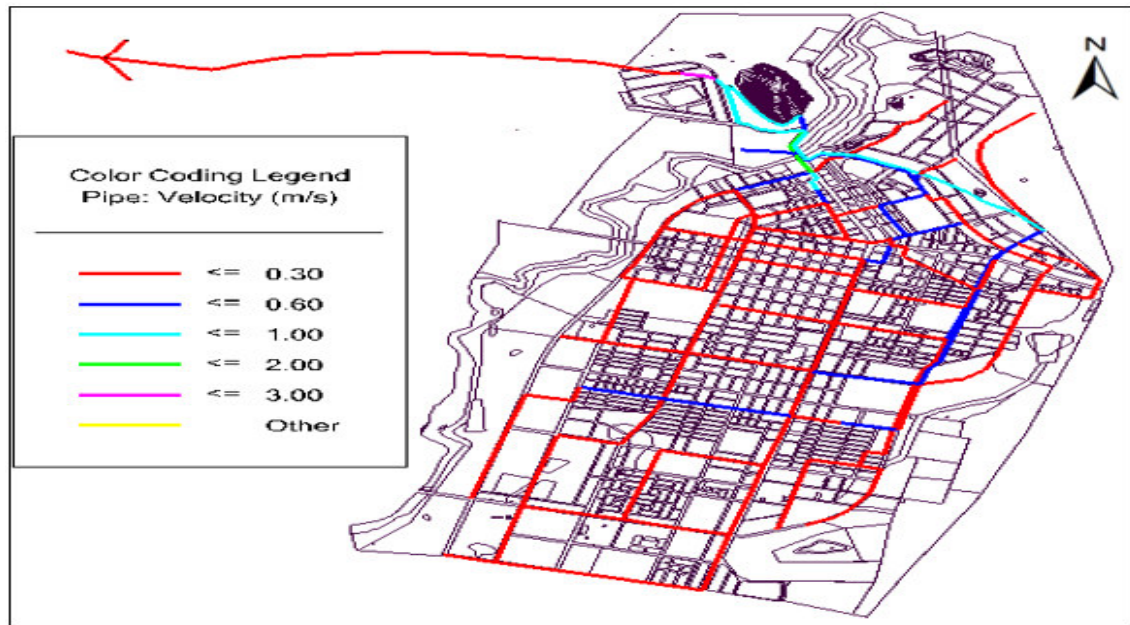 N
Color Coding Legend
Pipe: Velocity (m/s)
<= 0.30
<= 0.60
<= 1.00
<= 2.00
<= 3.00
Other